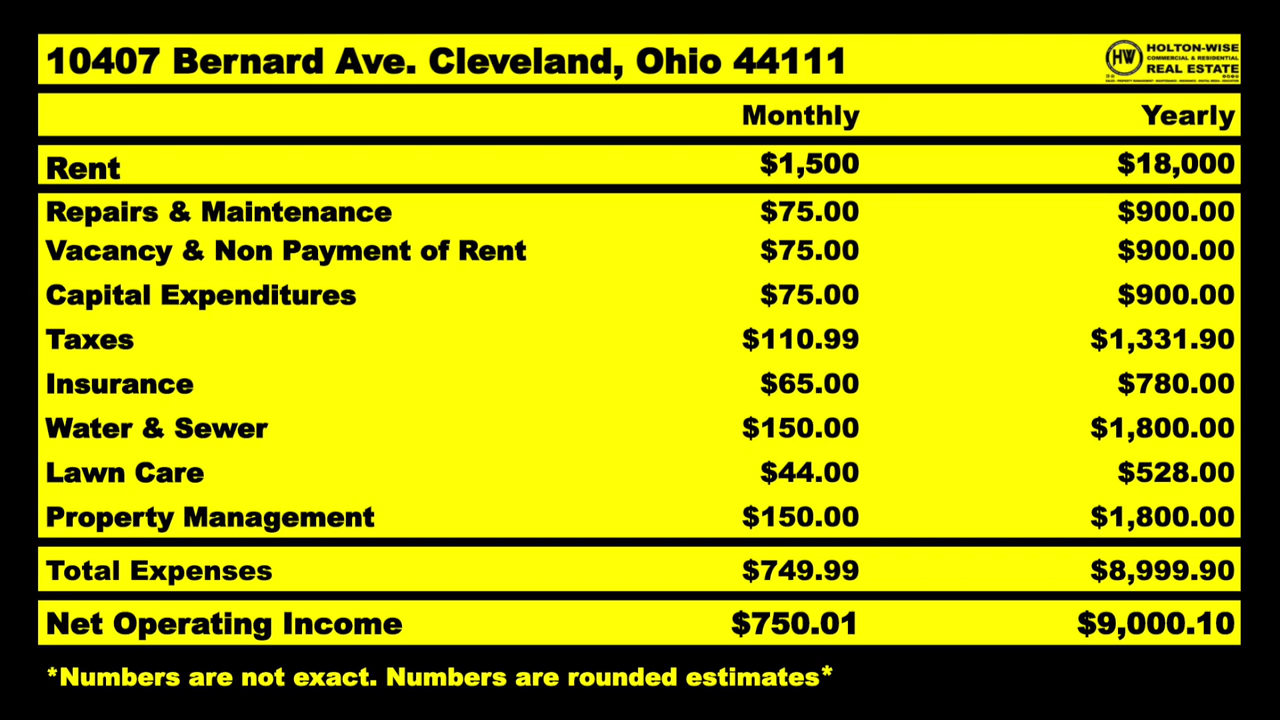 10407 Bernard Ave. Cleveland, Ohio 44111
HOLTON-WISE
COMMERCIAL & RESIDENTIAL
REAL ESTATE
HW
Monthly Yearly
Rent $1,500 $18,000
Repairs & Maintenance $75.00 $900.00
Vacancy & Non Payment of Rent $75.00 $900.00
Capital Expenditures $75.00 $900.00
Taxes $110.99 $1,331.90
Insurance $65.00 $780.00
Water & Sewer $150.00 $1,800.00
Lawn Care $44.00 $528.00
Property Management $150.00 $1,800.00
Total Expenses $749.99 $8,999.90
Net Operating Income $750.01 $9,000.10
*Numbers are not exact. Numbers are rounded estimates*